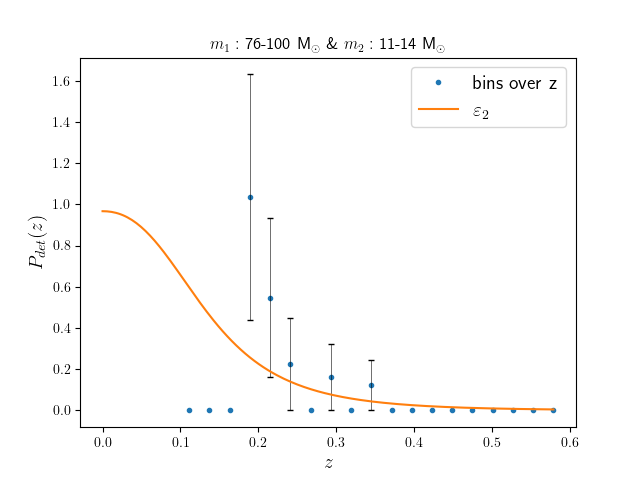 m₁ : 76-100 M⊙ & m₂ : 11-14 M⊙
bins over z
ε₂
P_det(z)
1.6
1.4
1.2
1.0
0.8
0.6
0.4
0.2
0.0
0.0 0.1 0.2 0.3 0.4 0.5 0.6
z